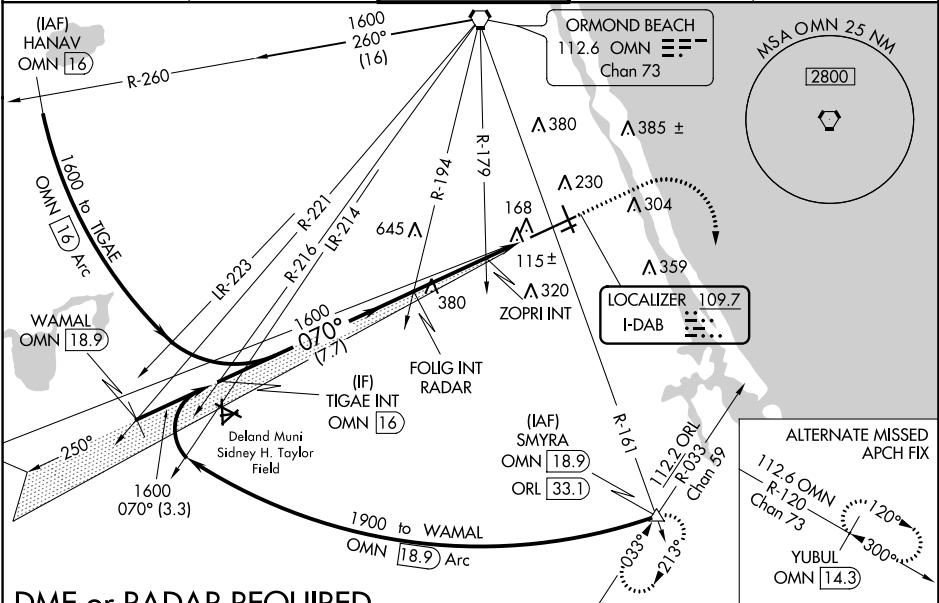 (IAF)
HANAV
OMN 16
1600
260°
(16)
R-260
ORMOND BEACH
112.6 OMN
Chan 73
MSA OMN 25 NM
2800
1600 to TIGAE
OMN 16 Arc
LR-223
R-221
R-216
LR-214
R-194
R-179
R-161
380
385 ±
230
304
168
645
115 ±
359
320
380
ZOPRI INT
LOCALIZER 109.7
I-DAB
WAMAL
OMN 18.9
1600
070°
(7.7)
FOLIG INT
RADAR
(IF)
TIGAE INT
OMN 16
Deland Muni
Sidney H. Taylor
Field
250°
1600
070° (3.3)
(IAF)
SMYRA
OMN 18.9
ORL 33.1
112.2 ORL
R-033
Chan 59
1900 to WAMAL
OMN 18.9 Arc
033°
213°
ALTERNATE MISSED
APCH FIX
112.6 OMN
R-120
Chan 73
120°
300°
YUBUL
OMN 14.3
DME or RADAR REQUIRED